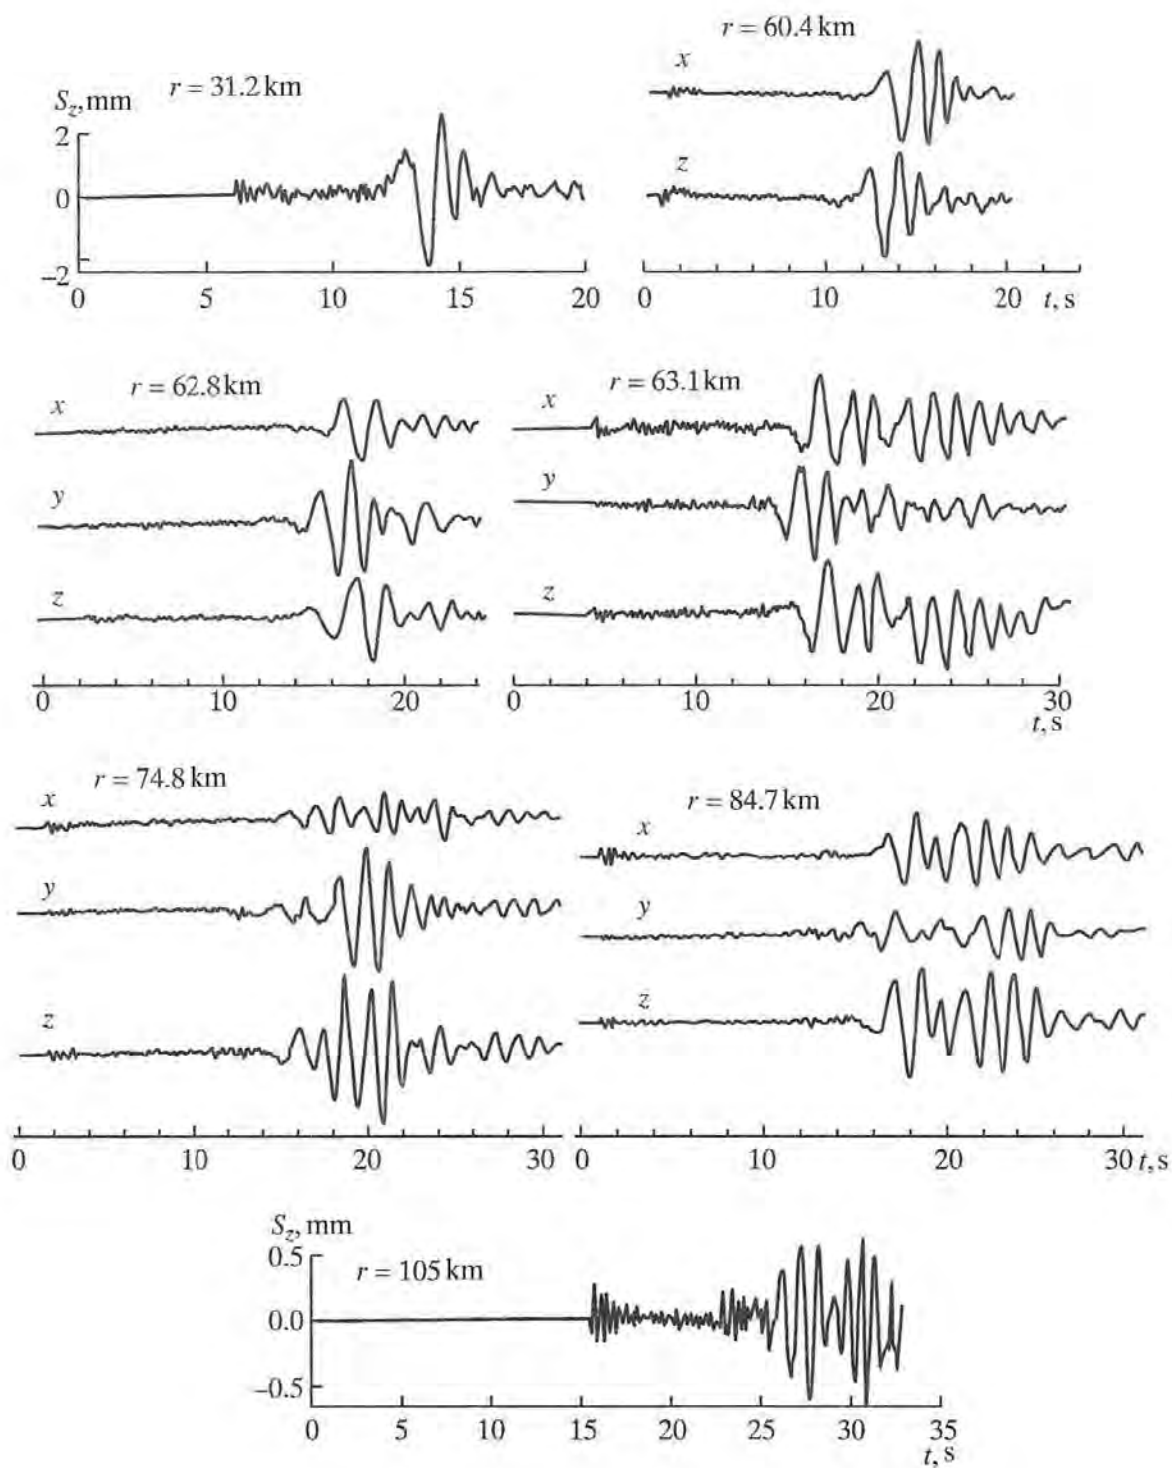 r = 60.4 km
x
r = 31.2 km
S_z, mm
2
z
0
−2
0 5 10 15 20
0 10 20 t, s
r = 62.8 km
r = 63.1 km
x
x
y
y
z
z
0 10 20
0 10 20 30
t, s
r = 74.8 km
x
r = 84.7 km
x
y
y
z
z
0 10 20 30
0 10 20 30 t, s
S_z, mm
0.5
r = 105 km
0.0
−0.5
0 5 10 15 20 25 30 35
t, s